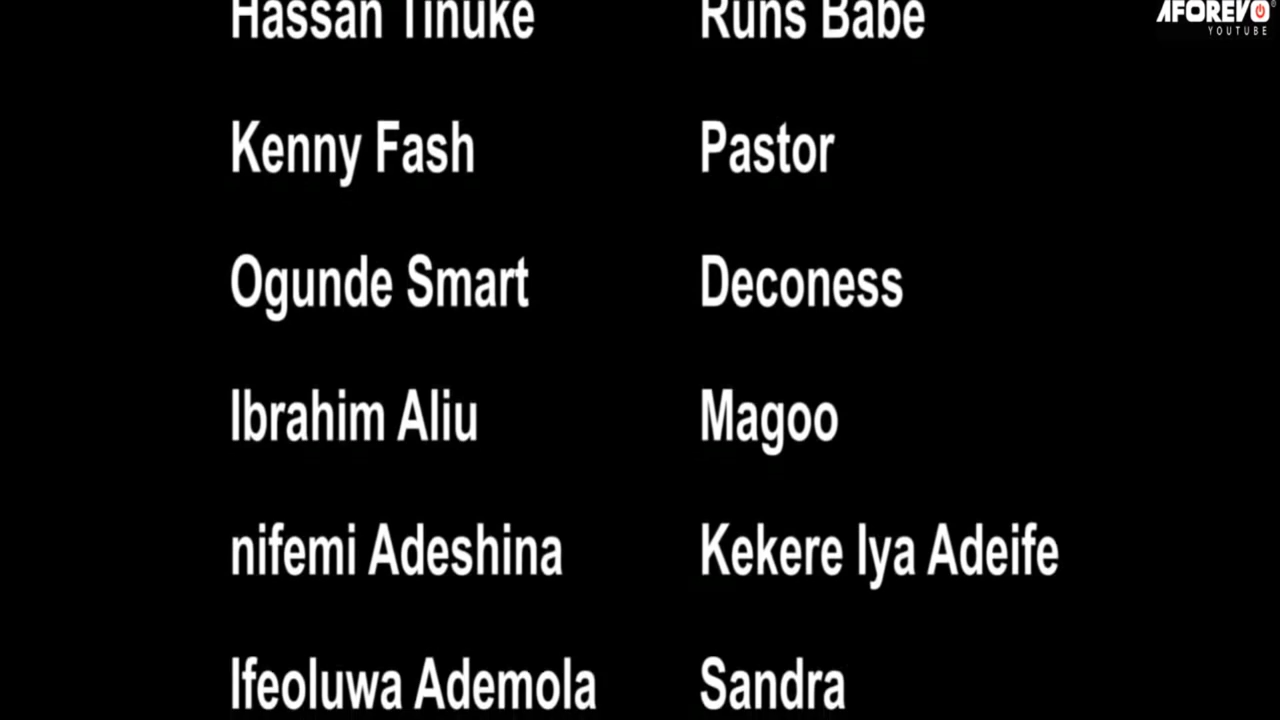 AFOREVO
YOUTUBE
Hassan Tinuke Runs Babe
Kenny Fash Pastor
Ogunde Smart Deconess
Ibrahim Aliu Magoo
nifemi Adeshina Kekere Iya Adeife
Ifeoluwa Ademola Sandra